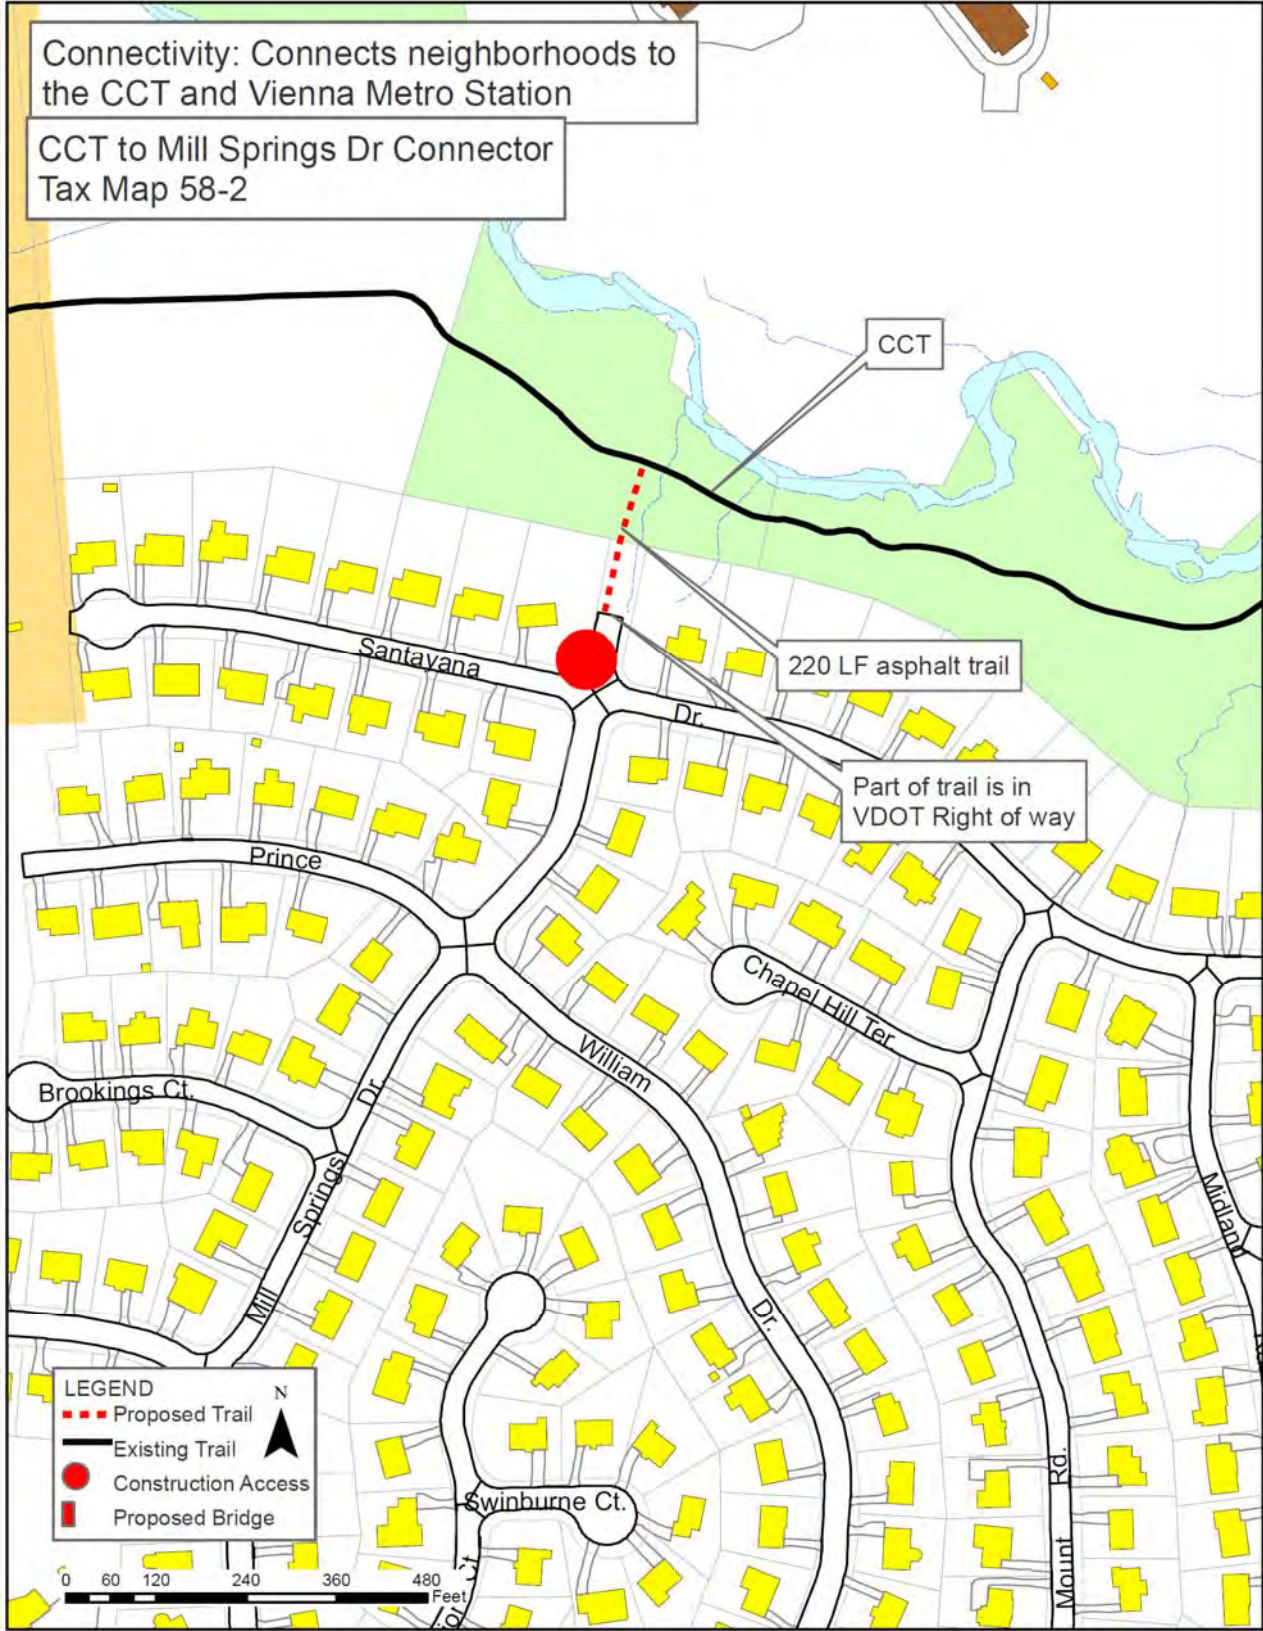 Connectivity: Connects neighborhoods to
the CCT and Vienna Metro Station
CCT to Mill Springs Dr Connector
Tax Map 58-2
CCT
Santayana
220 LF asphalt trail
Dr.
Part of trail is in
VDOT Right of way
Prince
Chapel Hill Ter
William
Brookings Ct.
Dr.
Springs
Midland
Mill
Dr.
LEGEND
N
Proposed Trail
Existing Trail
Construction Access
Proposed Bridge
Rd.
Swinburne Ct.
Mount
0 60 120 240 360 480
Feet